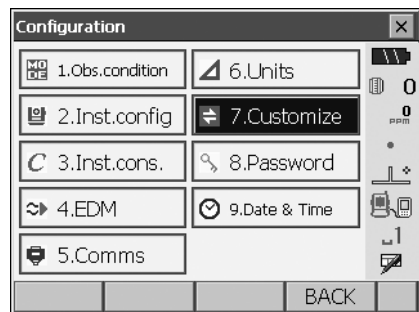 Configuration
MODE 1.Obs.condition
2.Inst.config
C 3.Inst.cons.
4.EDM
5.Comms
6.Units
7.Customize
8.Password
9.Date & Time
0
0
PPM
1
BACK